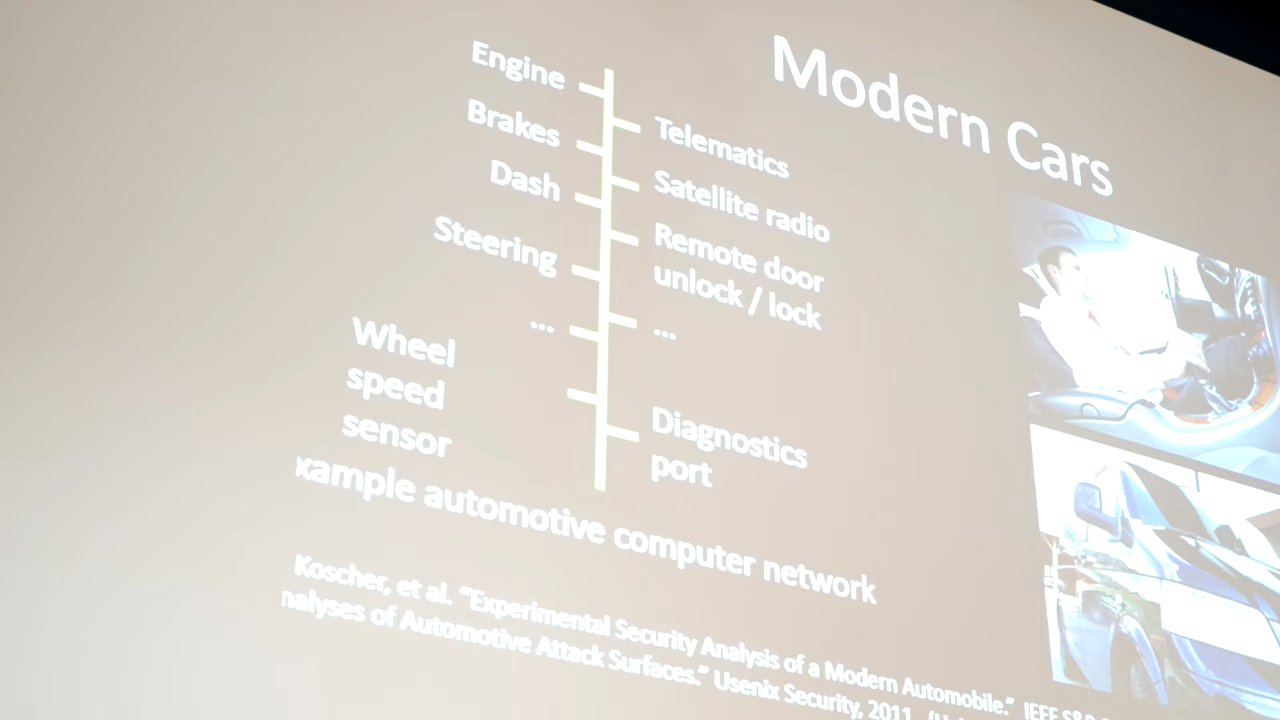 Modern Cars
Engine
Brakes
Dash
Steering
...
Wheel
speed
sensor
Telematics
Satellite radio
Remote door
unlock / lock
...
Diagnostics
port
xample automotive computer network
Koscher, et al. “Experimental Security Analysis of a Modern Automobile.” IEEE S&P
nalyses of Automotive Attack Surfaces.” Usenix Security, 2011.